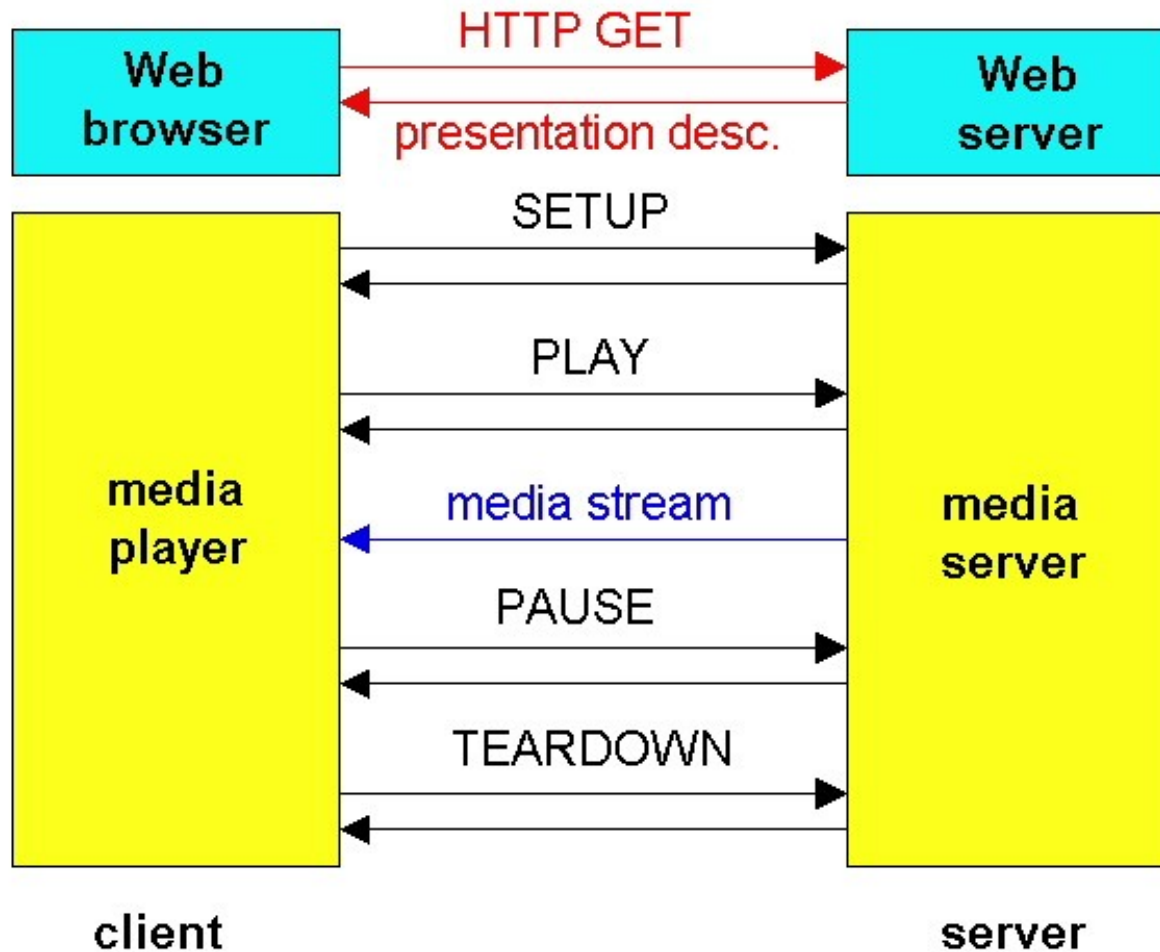 HTTP GET
Web
browser
Web
server
presentation desc.
SETUP
PLAY
media
player
media stream
media
server
PAUSE
TEARDOWN
client
server